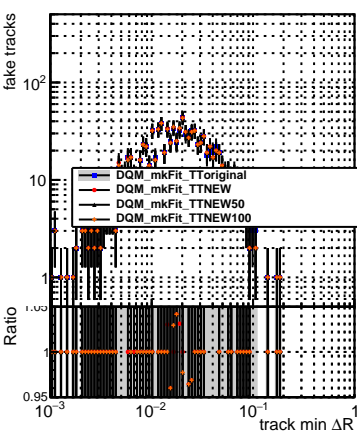 fake tracks
10²
DQM_mkFit_TToriginal
DQM_mkFit_TTNEW
DQM_mkFit_TTNEW50
DQM_mkFit_TTNEW100
10
1
Ratio
1.05
1
0.95
10⁻³ 10⁻² 10⁻¹ 1
track min ΔR